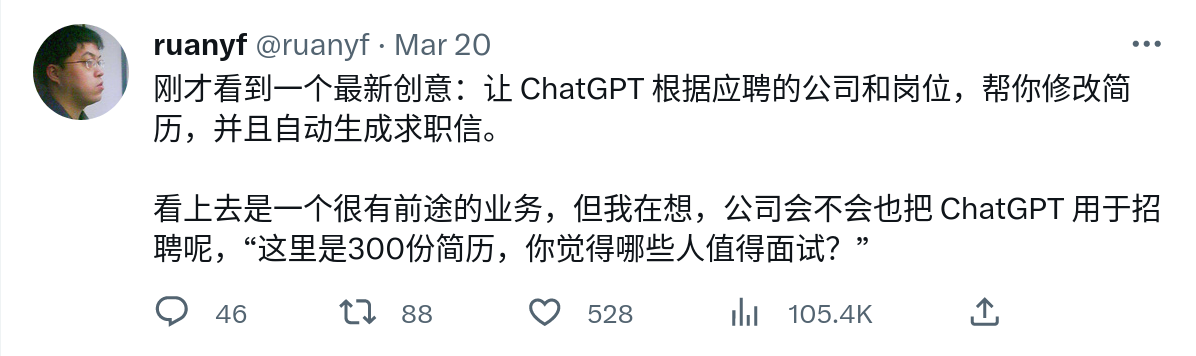 ruanyf @ruanyf · Mar 20
刚才看到一个最新创意：让 ChatGPT 根据应聘的公司和岗位，帮你修改简
历，并且自动生成求职信。
看上去是一个很有前途的业务，但我在想，公司会不会也把 ChatGPT 用于招
聘呢，“这里是300份简历，你觉得哪些人值得面试？”
46 88 528 105.4K